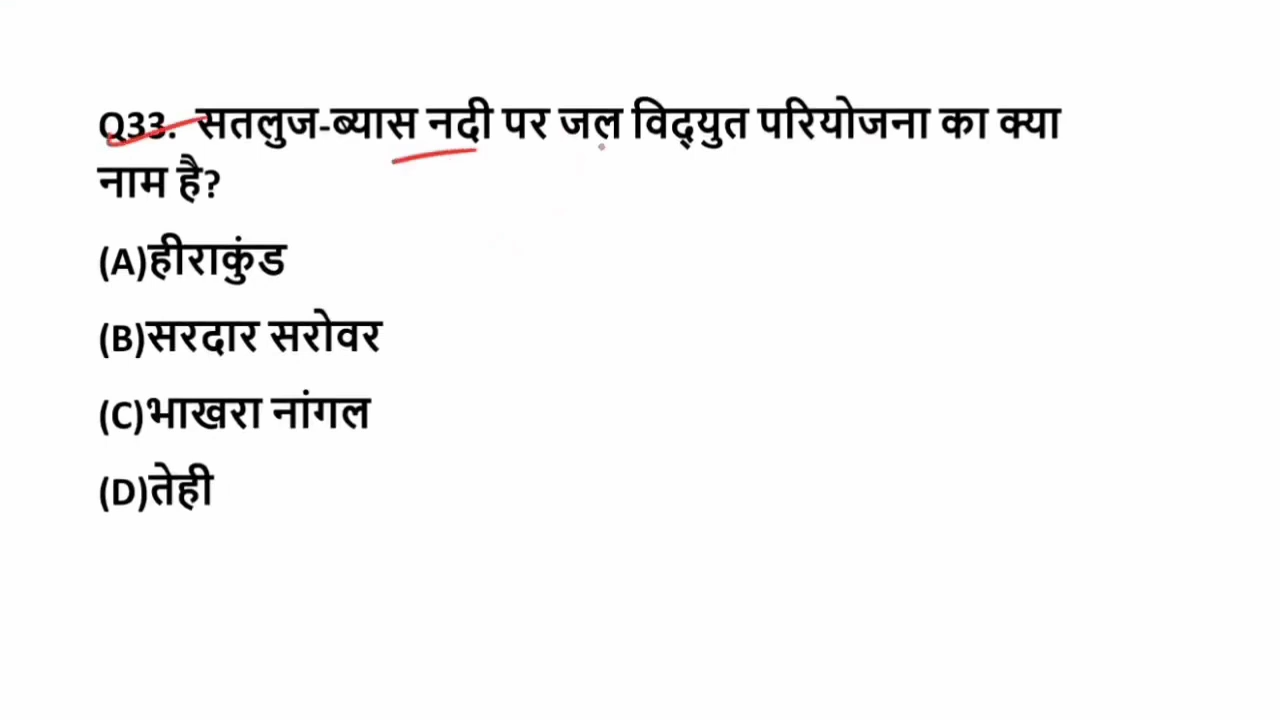 Q33. सतलुज-ब्यास नदी पर जल विद्युत परियोजना का क्या
नाम है?
(A)हीराकुंड
(B)सरदार सरोवर
(C)भाखरा नांगल
(D)तेही